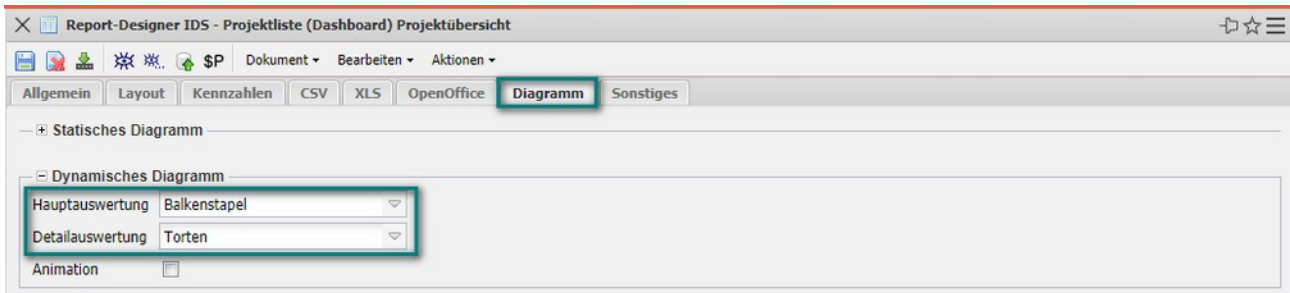 Report-Designer IDS - Projektliste (Dashboard) Projektübersicht
$P Dokument Bearbeiten Aktionen
Allgemein Layout Kennzahlen CSV XLS OpenOffice Diagramm Sonstiges
Statisches Diagramm
Dynamisches Diagramm
Hauptauswertung Balkenstapel
Detailauswertung Torten
Animation